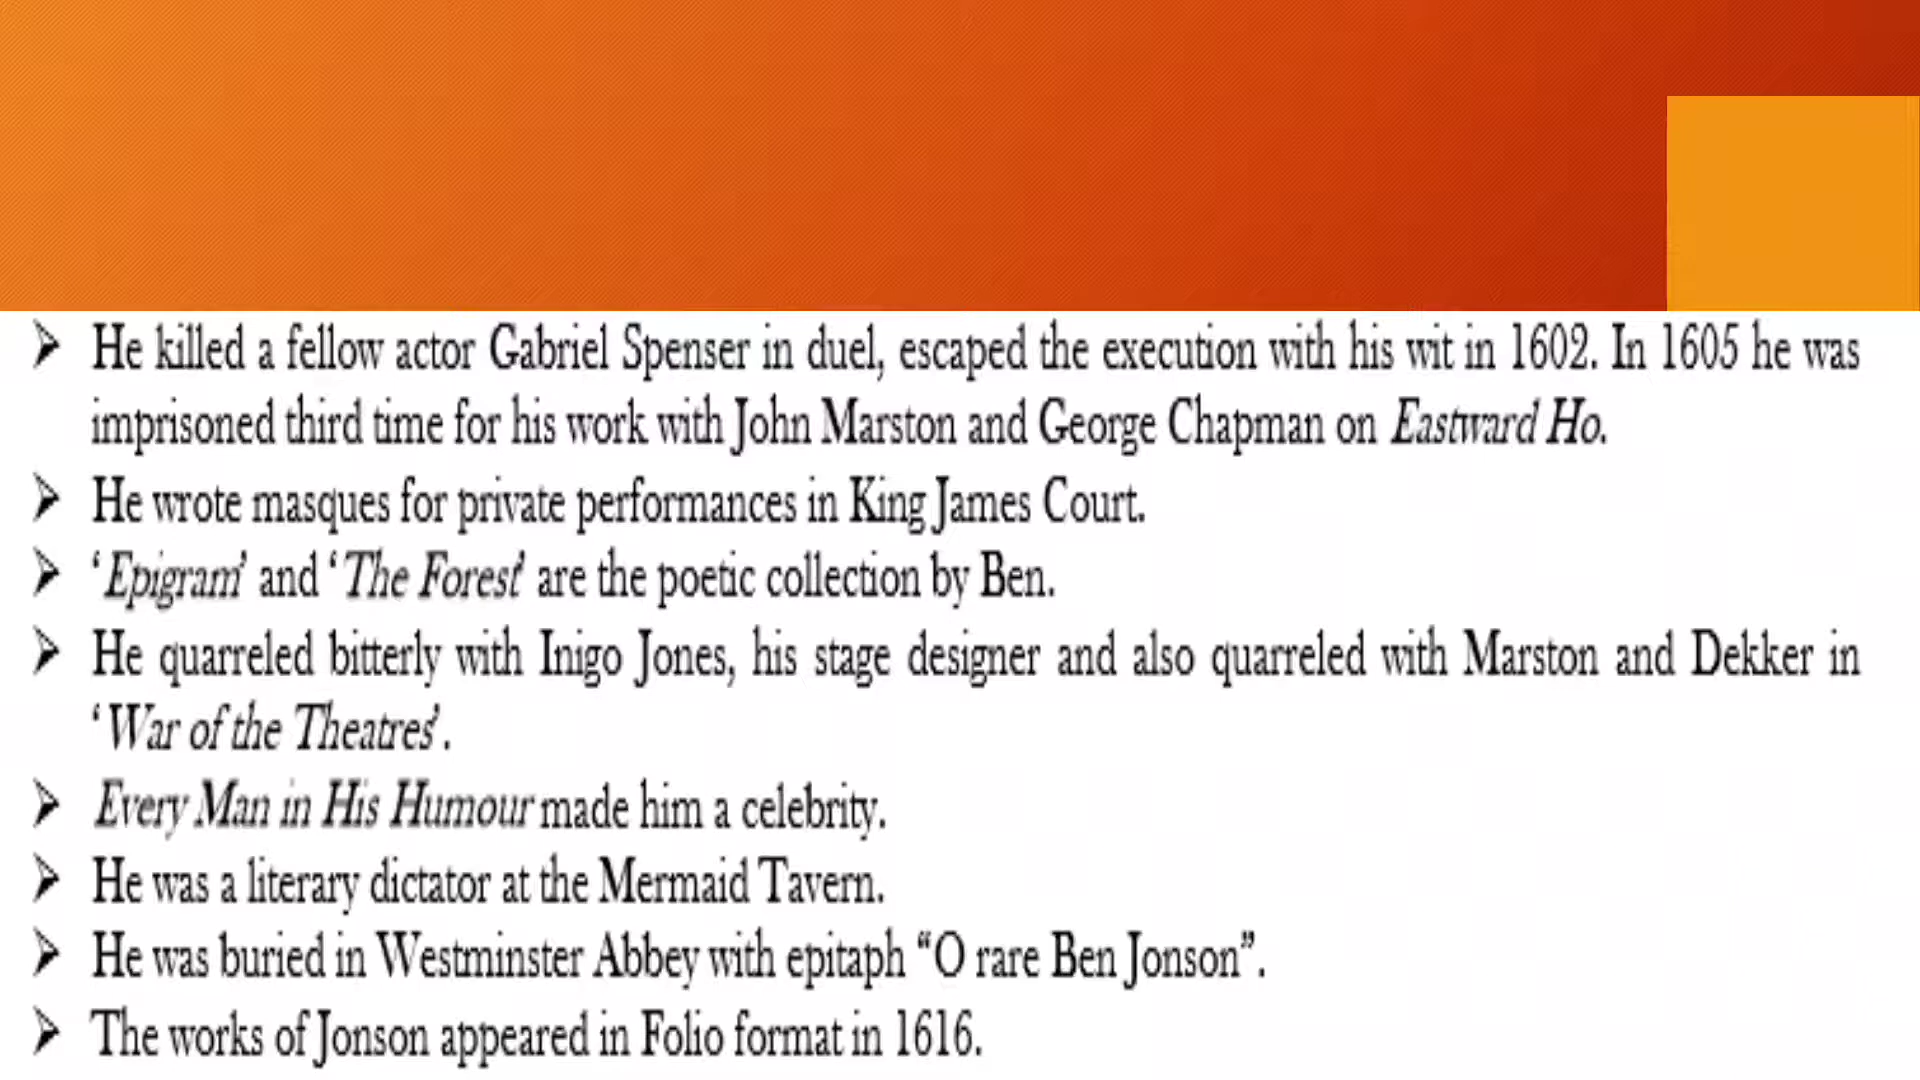 ➤ He killed a fellow actor Gabriel Spenser in duel, escaped the execution with his wit in 1602. In 1605 he was
imprisoned third time for his work with John Marston and George Chapman on Eastward Ho.
➤ He wrote masques for private performances in King James Court.
➤ ‘Epigram’ and ‘The Forest’ are the poetic collection by Ben.
➤ He quarreled bitterly with Inigo Jones, his stage designer and also quarreled with Marston and Dekker in
‘War of the Theatres’.
➤ Every Man in His Humour made him a celebrity.
➤ He was a literary dictator at the Mermaid Tavern.
➤ He was buried in Westminster Abbey with epitaph “O rare Ben Jonson”.
➤ The works of Jonson appeared in Folio format in 1616.